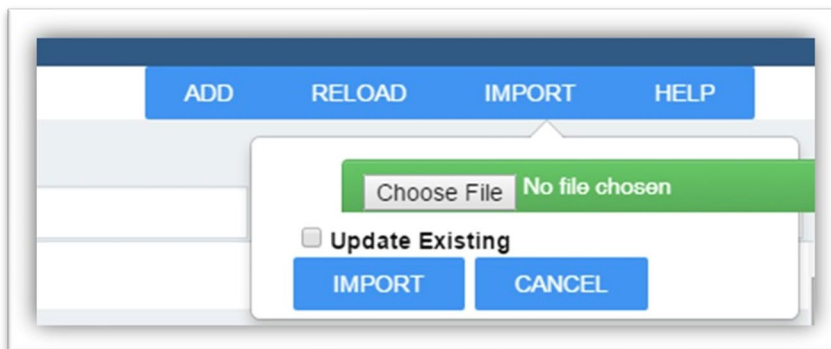 ADD RELOAD IMPORT HELP
Choose File No file chosen
Update Existing
IMPORT CANCEL